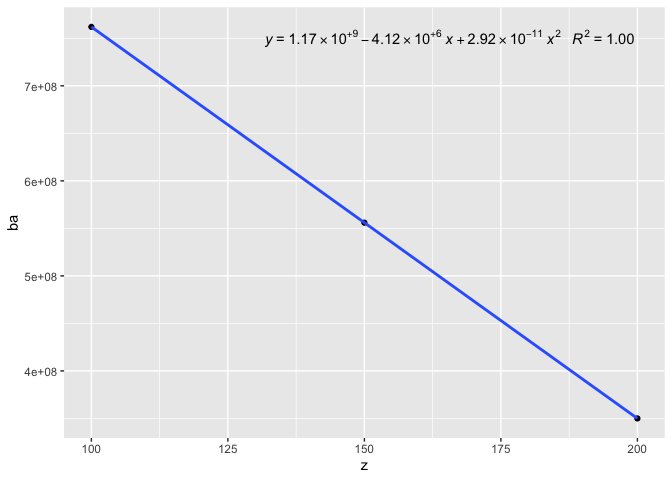 y = 1.17 × 10⁺⁹ – 4.12 × 10⁺⁶ x + 2.92 × 10⁻¹¹ x² R² = 1.00
7e+08
6e+08
5e+08
4e+08
ba
100 125 150 175 200
z